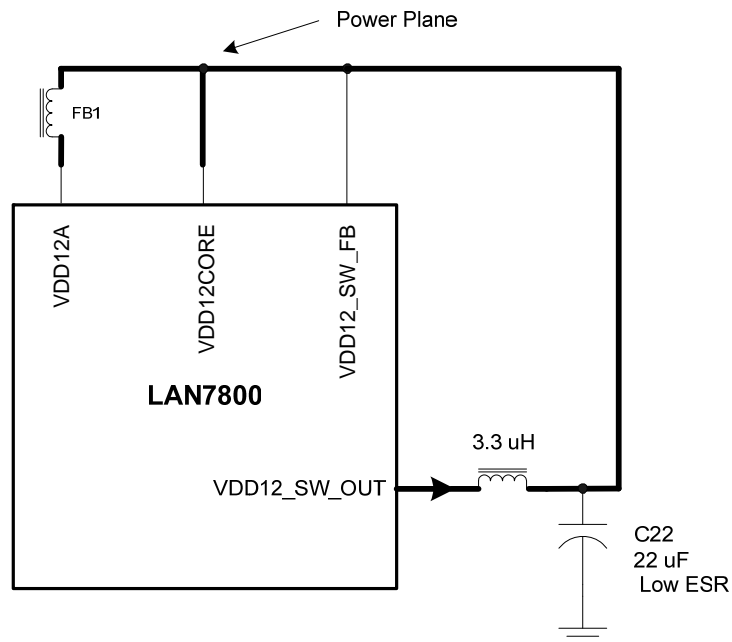 Power Plane
FB1
VDD12A
VDD12CORE
VDD12_SW_FB
LAN7800
3.3 uH
VDD12_SW_OUT
C22
22 uF
Low ESR